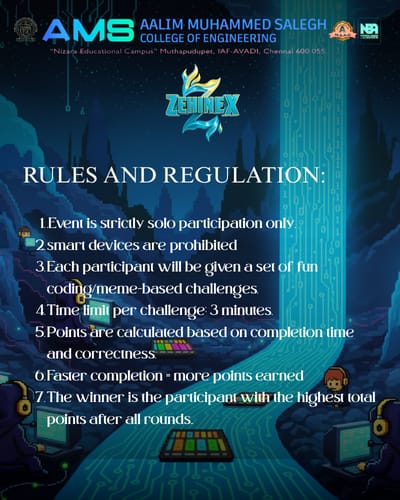 AMS AALIM MUHAMMED SALEGH
COLLEGE OF ENGINEERING
"Nizara Educational Campus" Muthapudupet, IAF-AVADI, Chennai 600 055.
ZEHINEX
RULES AND REGULATION:
1.Event is strictly solo participation only.
2.smart devices are prohibited
3.Each participant will be given a set of fun
coding/meme-based challenges.
4.Time limit per challenge: 3 minutes.
5.Points are calculated based on completion time
and correctness.
6.Faster completion = more points earned
7.The winner is the participant with the highest total
points after all rounds.